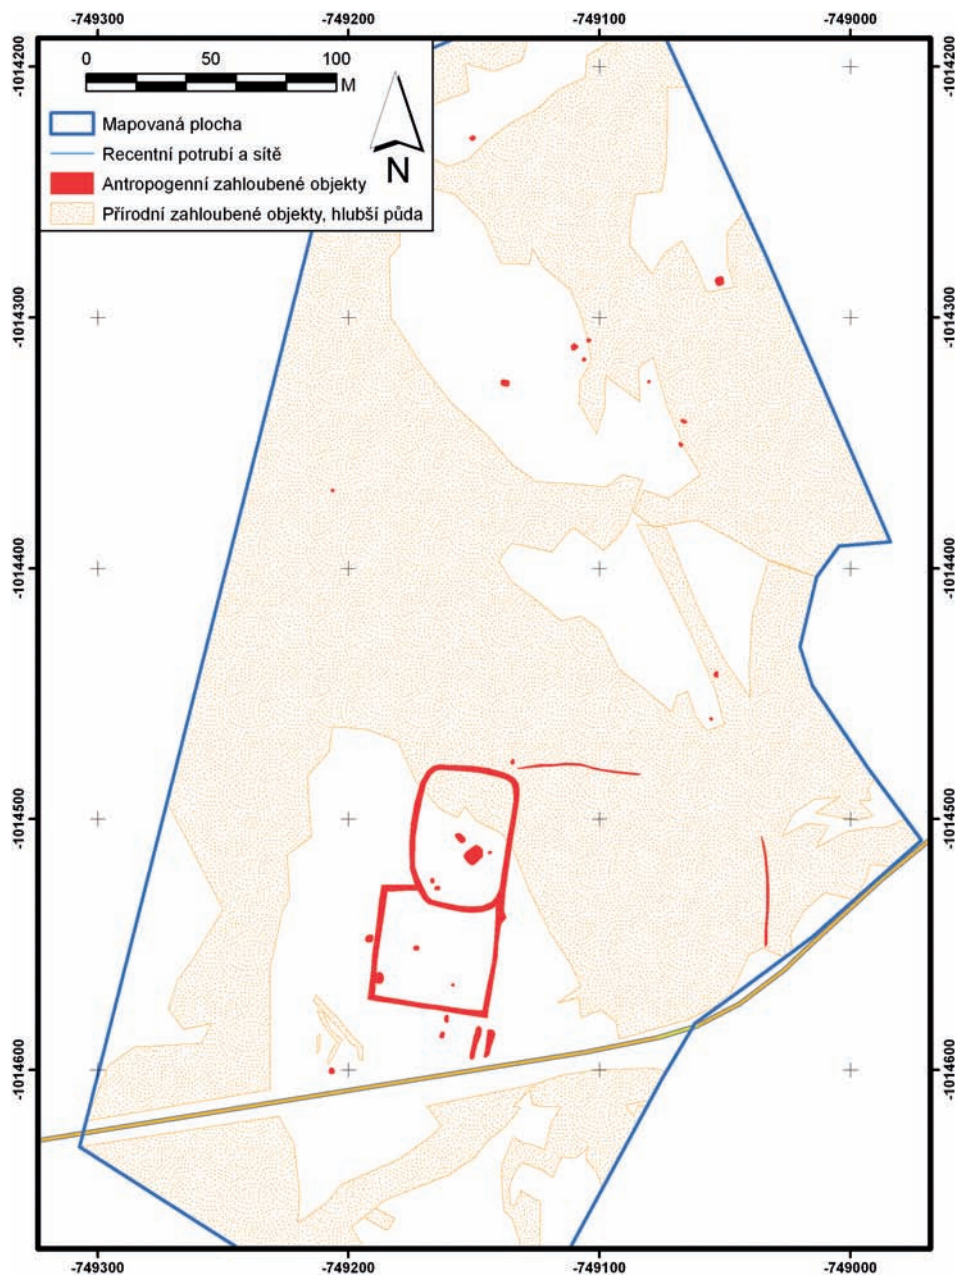 -749300 -749200 -749100 -749000
0 50 100
M
N
Mapovaná plocha
Recentní potrubí a sítě
Antropogenní zahloubené objekty
Přírodní zahloubené objekty, hlubší půda
-1014200 -1014200
-1014300 -1014300
-1014400 -1014400
-1014500 -1014500
-1014600 -1014600
-749300 -749200 -749100 -749000